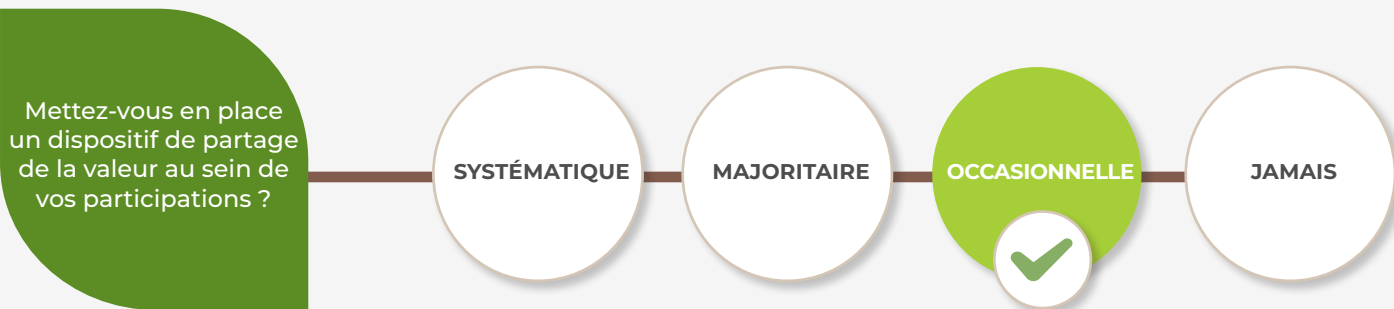 Mettez-vous en place
un dispositif de partage
de la valeur au sein de
vos participations ?
SYSTÉMATIQUE
MAJORITAIRE
OCCASIONNELLE
JAMAIS